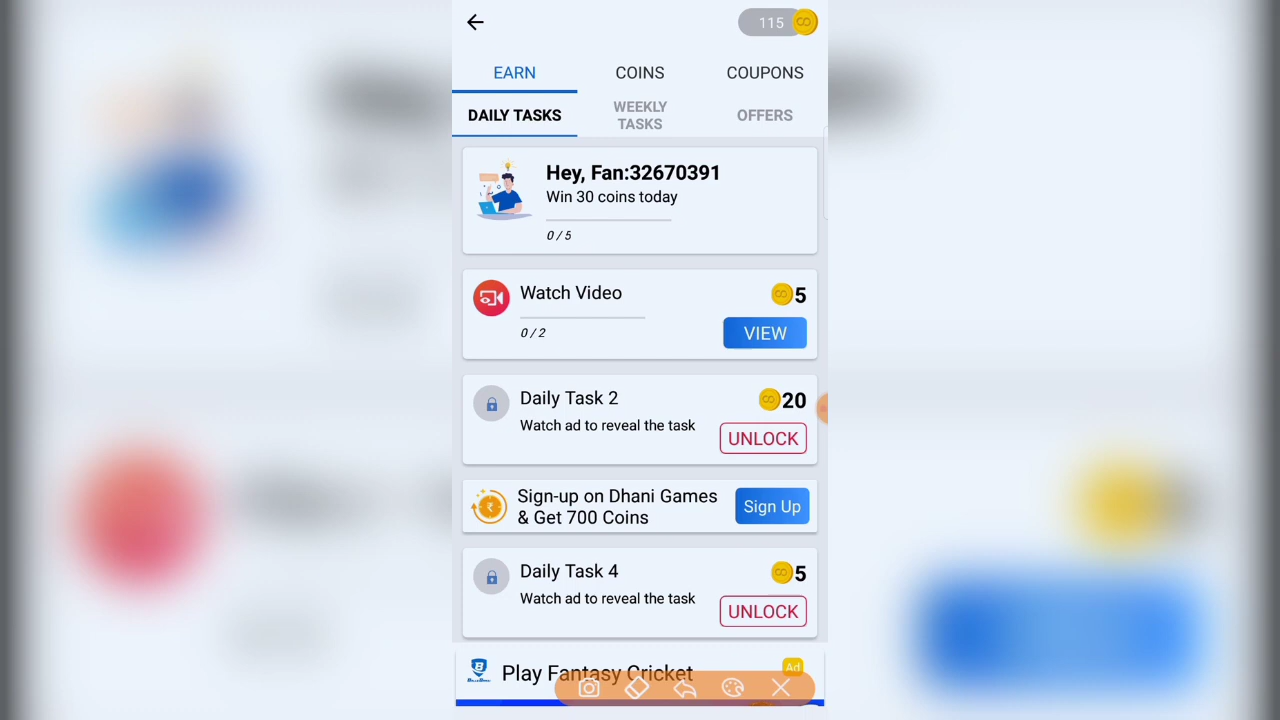 115
EARN
COINS
COUPONS
DAILY TASKS
WEEKLY
TASKS
OFFERS
Hey, Fan:32670391
Win 30 coins today
0 / 5
Watch Video
5
0 / 2
VIEW
Daily Task 2
20
Watch ad to reveal the task
UNLOCK
Sign-up on Dhani Games
& Get 700 Coins
Sign Up
Daily Task 4
5
Watch ad to reveal the task
UNLOCK
Play Fantasy Cricket
Ad